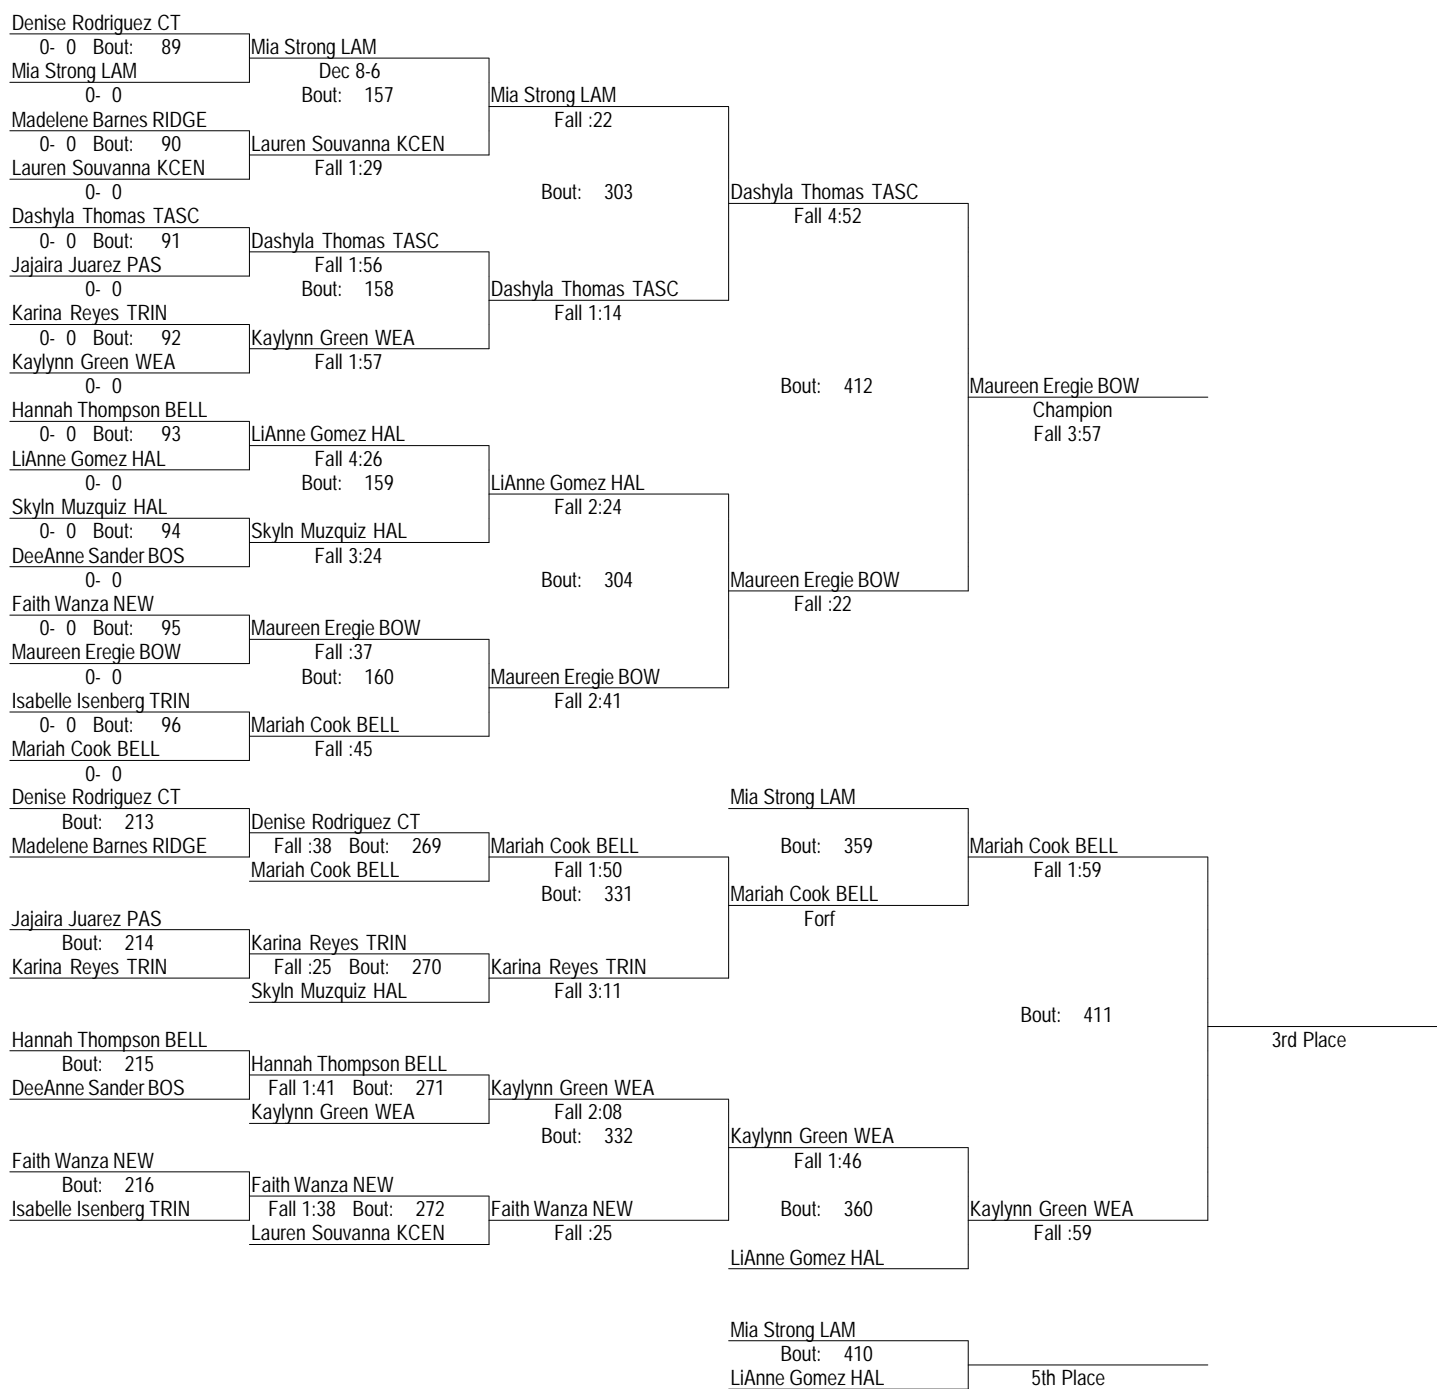 Denise Rodriguez CT
0- 0 Bout: 89
Mia Strong LAM
Mia Strong LAM
0- 0
Dec 8-6
Bout: 157
Mia Strong LAM
Madelene Barnes RIDGE
Fall :22
0- 0 Bout: 90
Lauren Souvanna KCEN
Lauren Souvanna KCEN
Fall 1:29
0- 0
Bout: 303
Dashyla Thomas TASC
Dashyla Thomas TASC
Fall 4:52
0- 0 Bout: 91
Dashyla Thomas TASC
Jajaira Juarez PAS
Fall 1:56
0- 0
Bout: 158
Dashyla Thomas TASC
Karina Reyes TRIN
Fall 1:14
0- 0 Bout: 92
Kaylynn Green WEA
Kaylynn Green WEA
Fall 1:57
0- 0
Bout: 412
Maureen Eregie BOW
Hannah Thompson BELL
Champion
0- 0 Bout: 93
LiAnne Gomez HAL
Fall 3:57
LiAnne Gomez HAL
Fall 4:26
0- 0
Bout: 159
LiAnne Gomez HAL
Skyln Muzquiz HAL
Fall 2:24
0- 0 Bout: 94
Skyln Muzquiz HAL
DeeAnne Sander BOS
Fall 3:24
0- 0
Bout: 304
Maureen Eregie BOW
Faith Wanza NEW
Fall :22
0- 0 Bout: 95
Maureen Eregie BOW
Maureen Eregie BOW
Fall :37
0- 0
Bout: 160
Maureen Eregie BOW
Isabelle Isenberg TRIN
Fall 2:41
0- 0 Bout: 96
Mariah Cook BELL
Mariah Cook BELL
Fall :45
0- 0
Denise Rodriguez CT
Mia Strong LAM
Bout: 213
Denise Rodriguez CT
Madelene Barnes RIDGE
Fall :38 Bout: 269
Mariah Cook BELL
Bout: 359
Mariah Cook BELL
Mariah Cook BELL
Fall 1:50
Fall 1:59
Bout: 331
Mariah Cook BELL
Jajaira Juarez PAS
Forf
Bout: 214
Karina Reyes TRIN
Karina Reyes TRIN
Fall :25 Bout: 270
Karina Reyes TRIN
Skyln Muzquiz HAL
Fall 3:11
Bout: 411
Hannah Thompson BELL
3rd Place
Bout: 215
Hannah Thompson BELL
DeeAnne Sander BOS
Fall 1:41 Bout: 271
Kaylynn Green WEA
Kaylynn Green WEA
Fall 2:08
Bout: 332
Kaylynn Green WEA
Faith Wanza NEW
Fall 1:46
Bout: 216
Faith Wanza NEW
Isabelle Isenberg TRIN
Fall 1:38 Bout: 272
Faith Wanza NEW
Bout: 360
Kaylynn Green WEA
Lauren Souvanna KCEN
Fall :25
Fall :59
LiAnne Gomez HAL
Mia Strong LAM
Bout: 410
LiAnne Gomez HAL
5th Place